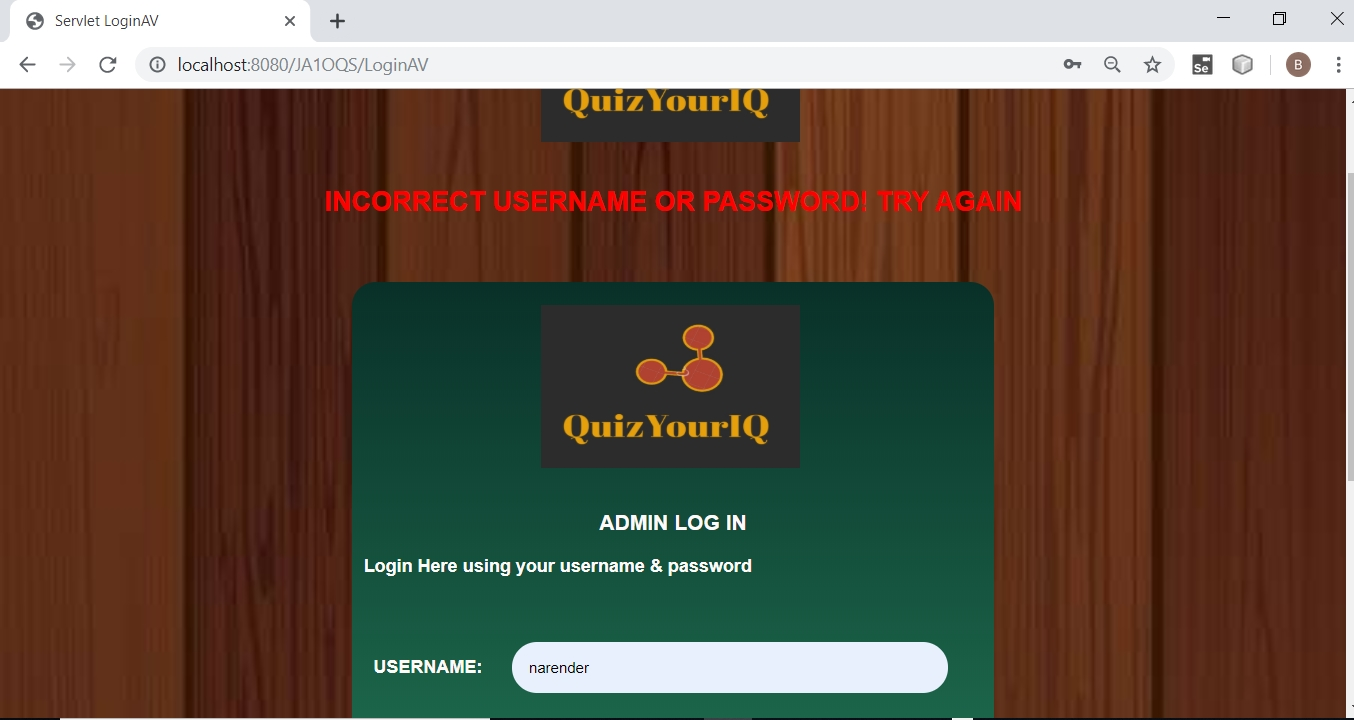 Servlet LoginAV
localhost:8080/JA1OQS/LoginAV
Se
B
QuizYourIQ
INCORRECT USERNAME OR PASSWORD! TRY AGAIN
QuizYourIQ
ADMIN LOG IN
Login Here using your username & password
USERNAME: narender